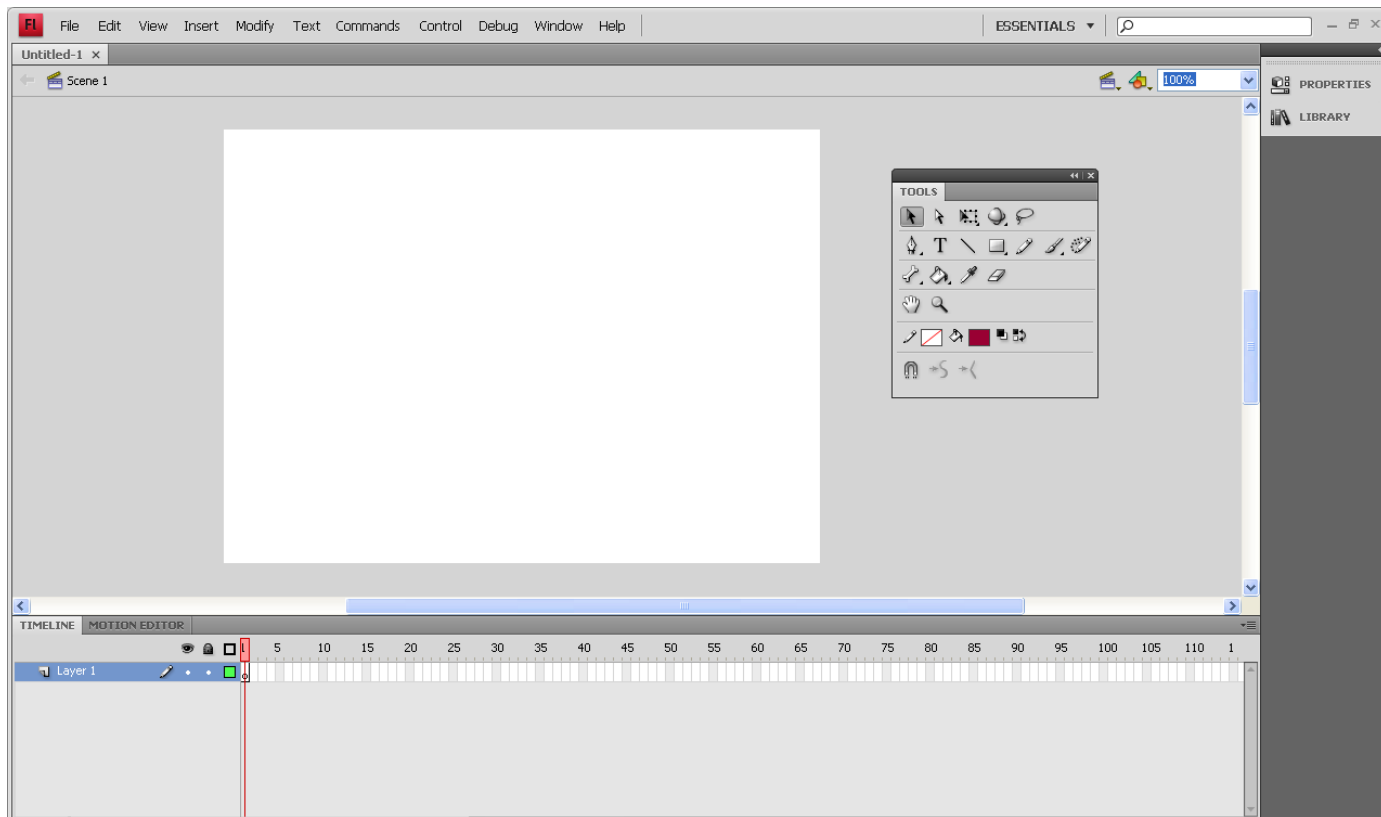 Fl File Edit View Insert Modify Text Commands Control Debug Window Help ESSENTIALS
Untitled-1
Scene 1 100%
PROPERTIES
LIBRARY
TOOLS
T
TIMELINE MOTION EDITOR
1 5 10 15 20 25 30 35 40 45 50 55 60 65 70 75 80 85 90 95 100 105 110 1
Layer 1